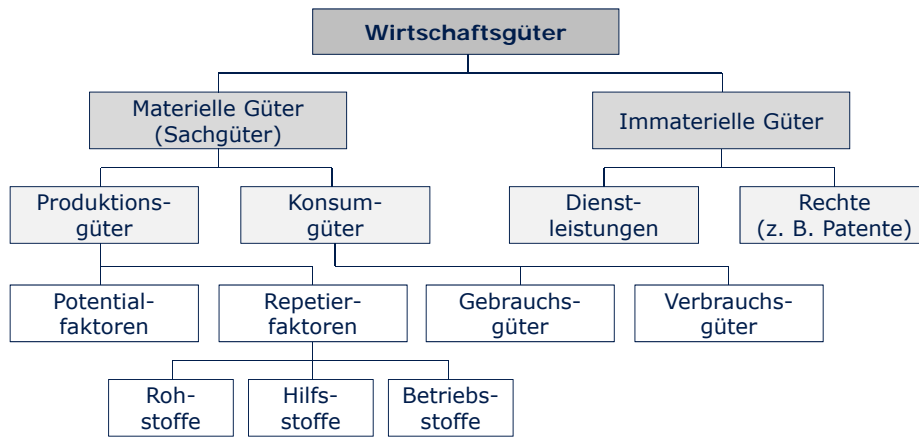 Wirtschaftsgüter
Materielle Güter
(Sachgüter)
Immaterielle Güter
Produktions-
güter
Konsum-
güter
Dienst-
leistungen
Rechte
(z. B. Patente)
Potential-
faktoren
Repetier-
faktoren
Gebrauchs-
güter
Verbrauchs-
güter
Roh-
stoffe
Hilfs-
stoffe
Betriebs-
stoffe